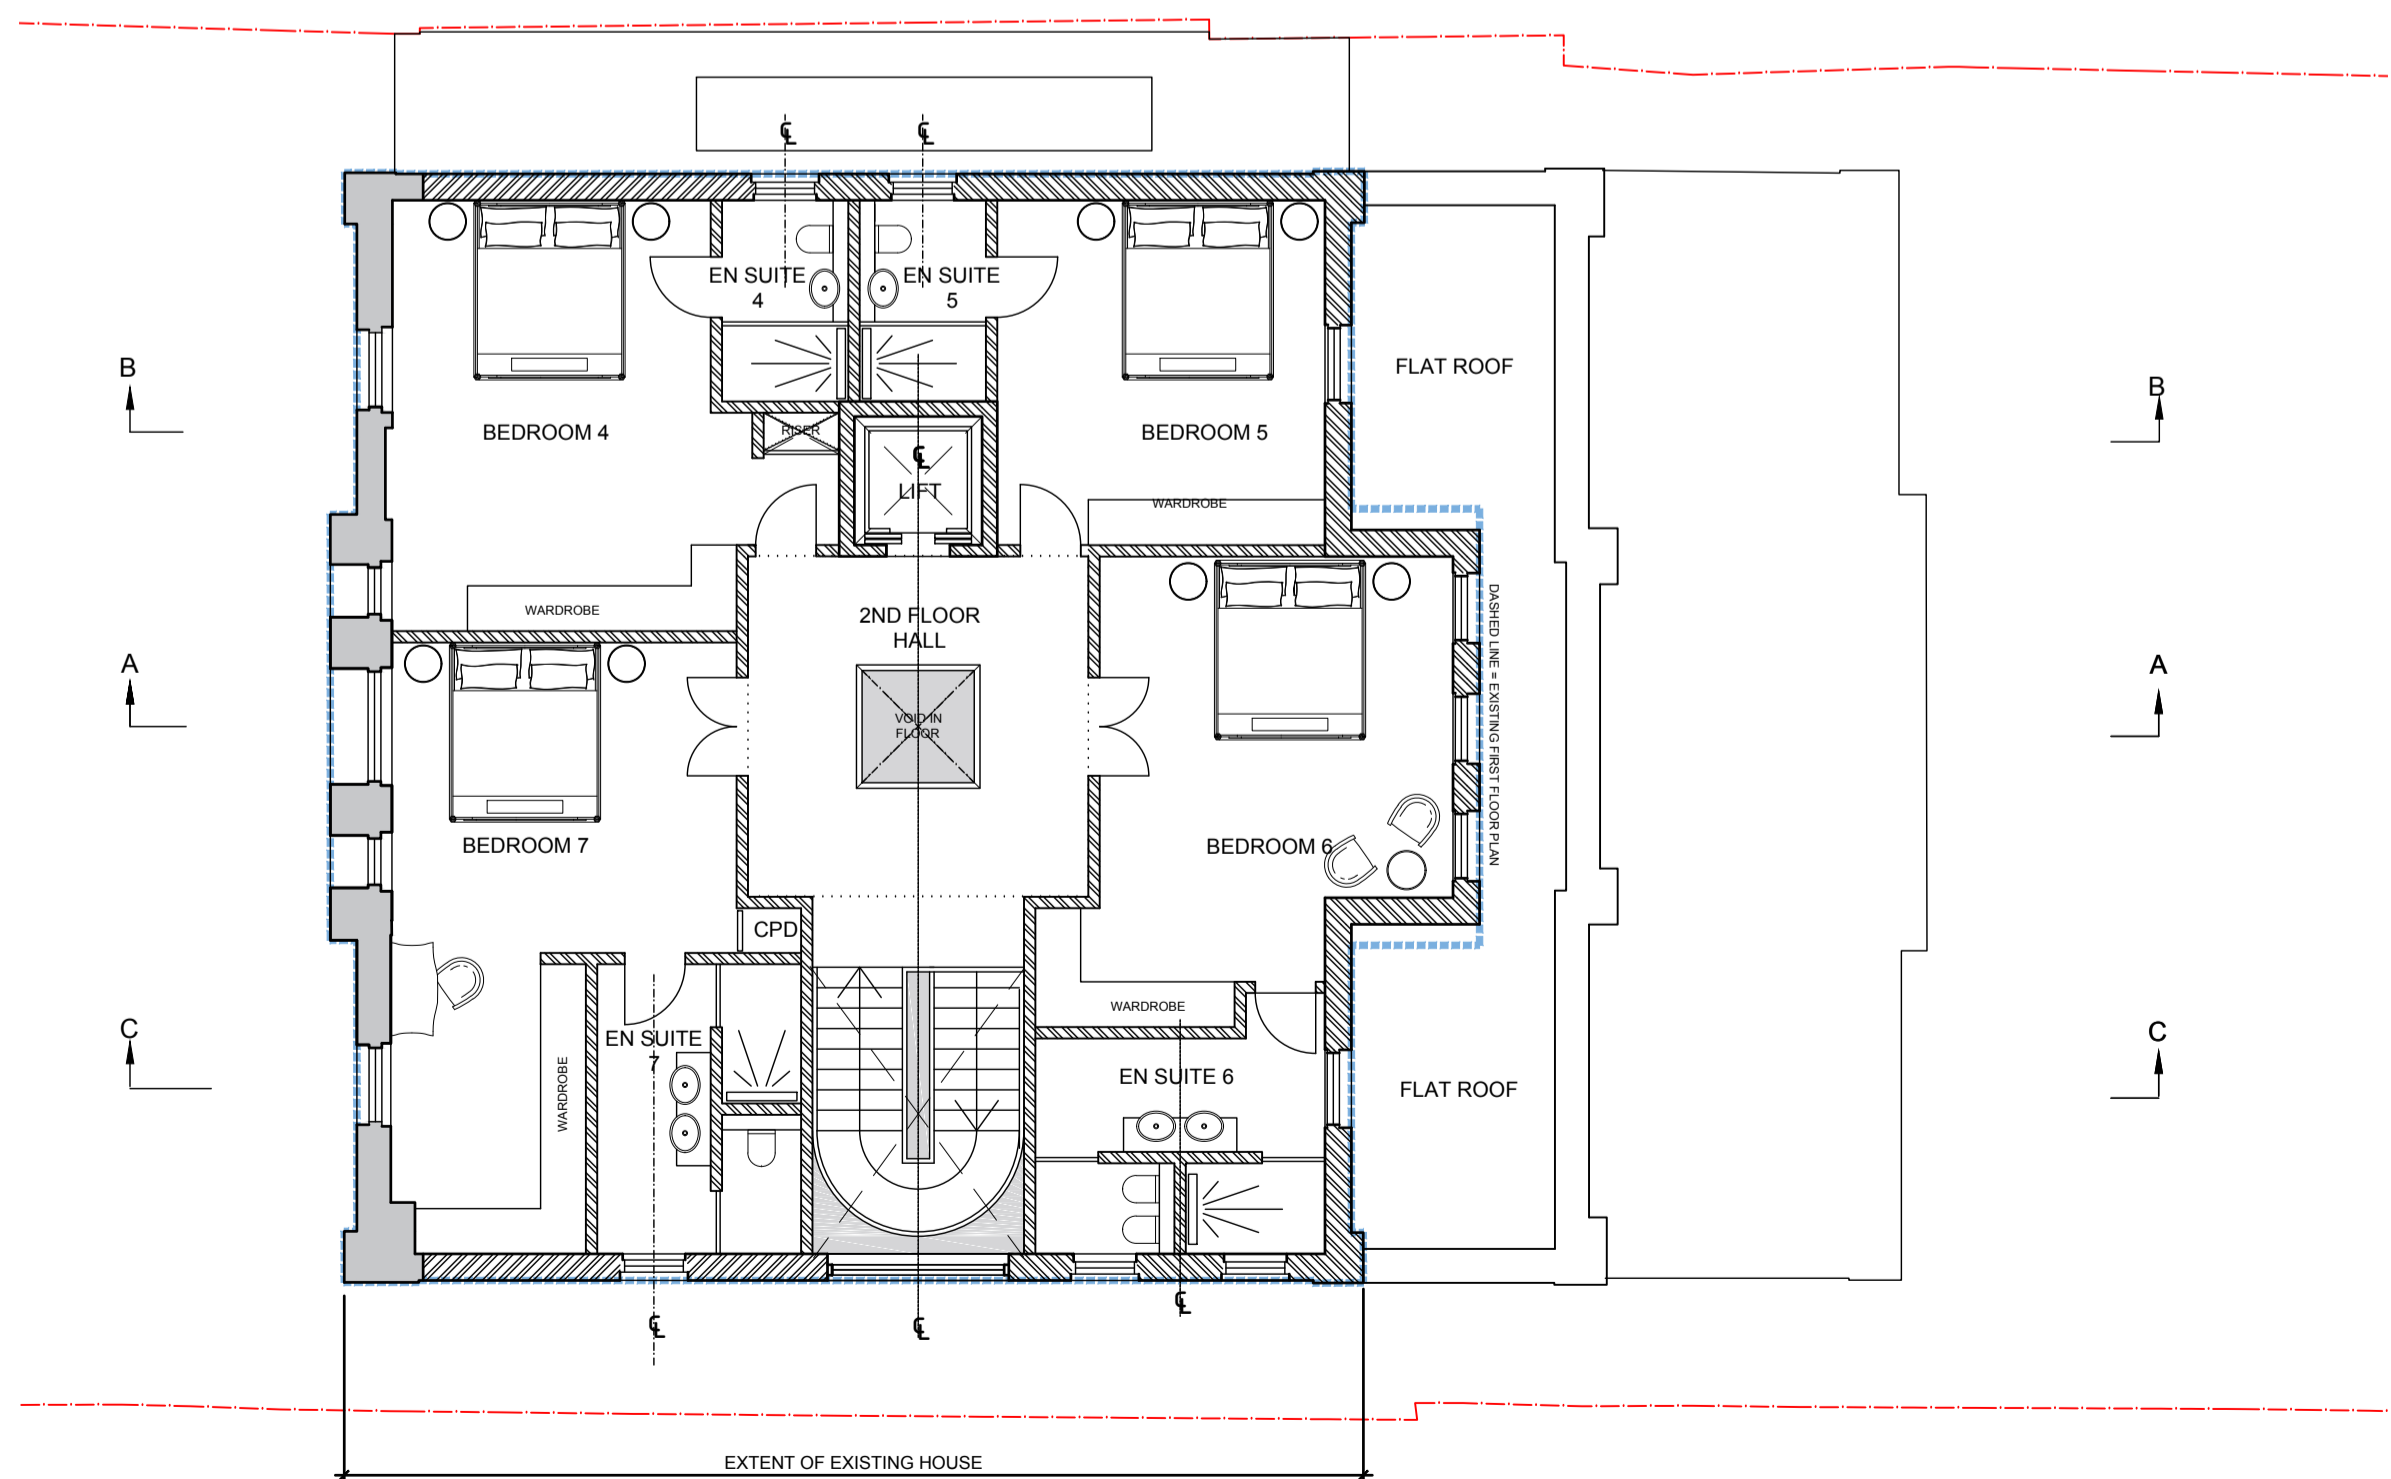 ℄
℄
EN SUITE
4
EN SUITE
5
B
FLAT ROOF
B
BEDROOM 4
RISER
BEDROOM 5
℄
LIFT
WARDROBE
WARDROBE
2ND FLOOR
HALL
DASHED LINE = EXISTING FIRST FLOOR PLAN
A
A
VOID IN
FLOOR
BEDROOM 7
BEDROOM 6
CPD
WARDROBE
C
EN SUITE
7
C
WARDROBE
EN SUITE 6
FLAT ROOF
℄
℄
℄
EXTENT OF EXISTING HOUSE